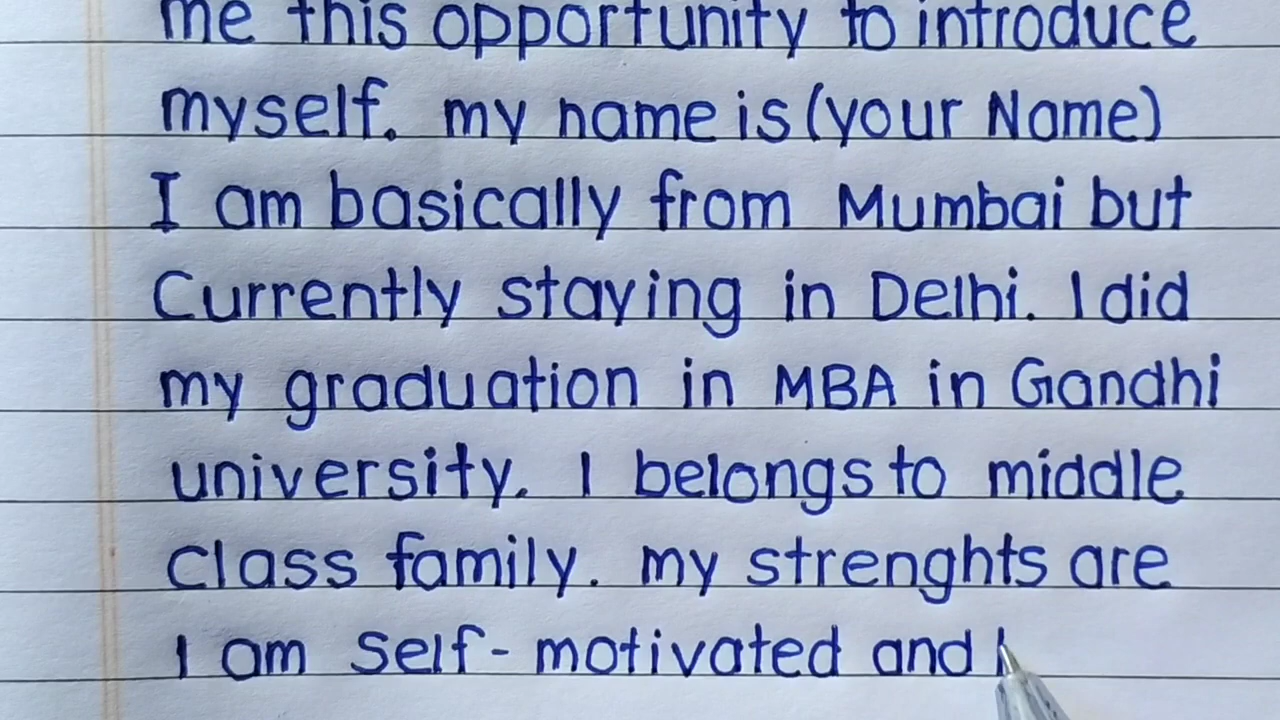 me this opportunity to introduce
myself. my name is (your Name)
I am basically from Mumbai but
Currently staying in Delhi. I did
my graduation in MBA in Gandhi
university. I belongs to middle
class family. my strenghts are
I am self-motivated and